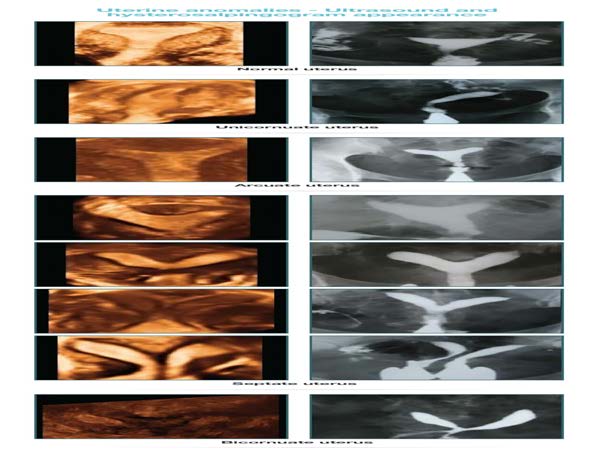 Uterine anomalies - Ultrasound and
hysterosalpingogram appearance
Normal uterus
Unicornuate uterus
Arcuate uterus
Septate uterus
Bicornuate uterus